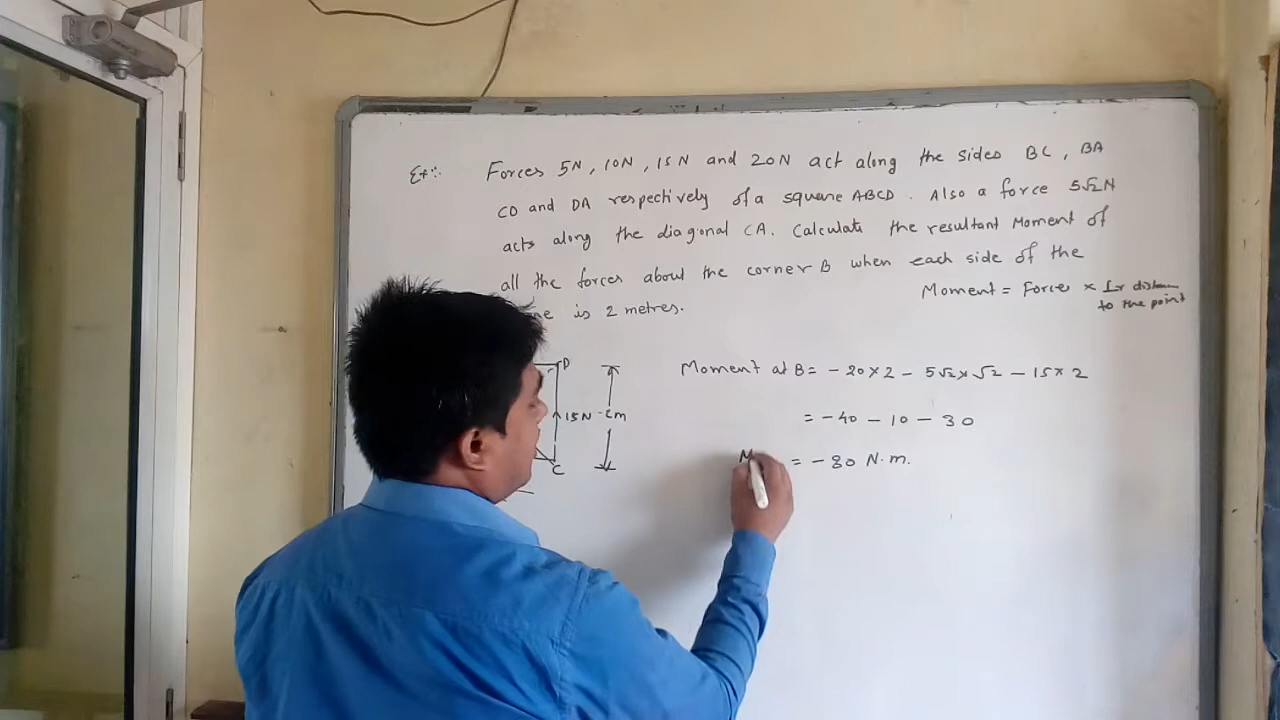 Ex:- Forces 5N, 10N, 15N and 20N act along the sides BC, BA
CD and DA respectively of a square ABCD. Also a force 5√2N
acts along the diagonal CA. Calculate the resultant Moment of
all the forces about the corner B when each side of the
is 2 metres.
Moment = Force × Lr
to the point
D
15N
C
Moment at B = - 20×2 - 5√2×√2 - 15×2
= -40 - 10 - 30
M = -80 N.m.